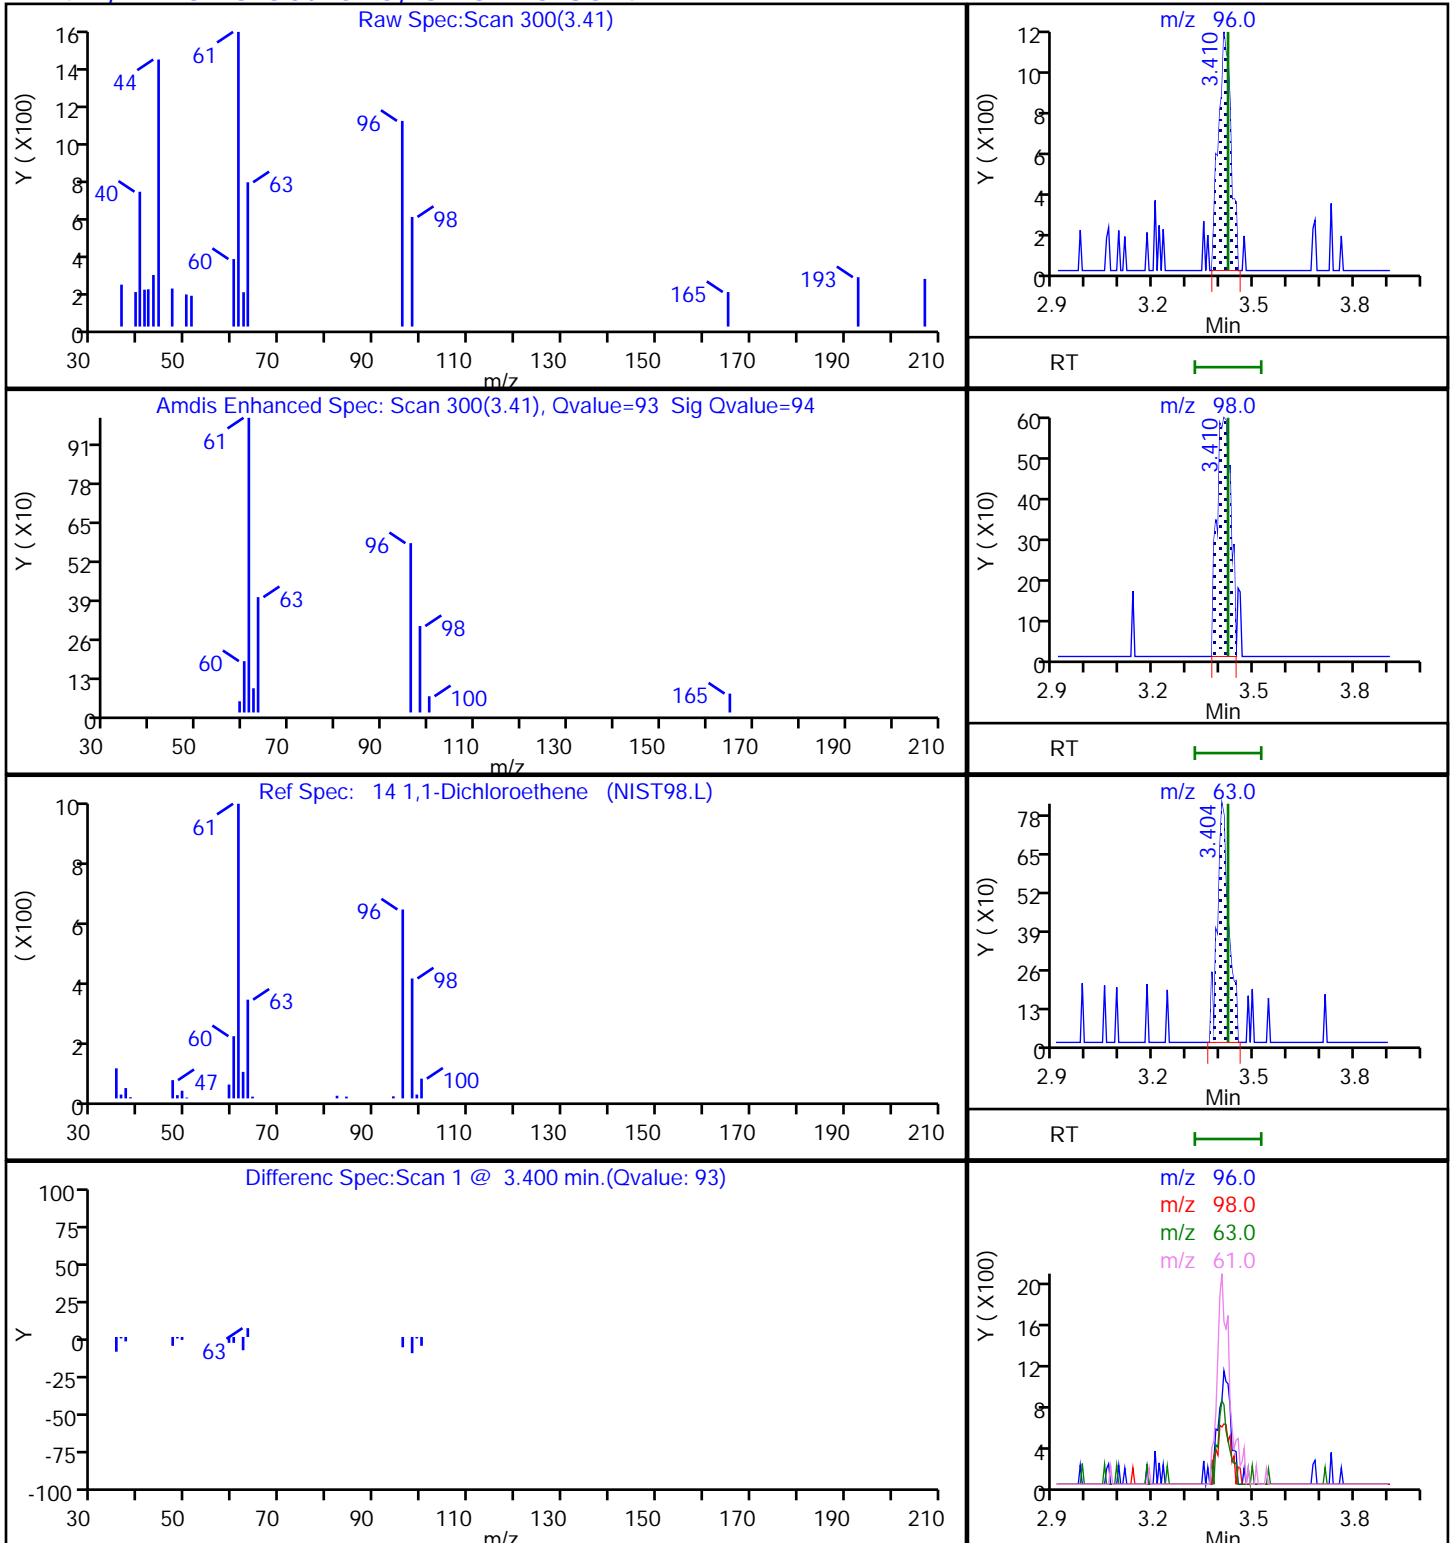 Raw Spec:Scan 300(3.41)
Y ( X100)
16
14
12
10
8
6
4
2
0
44
61
40
60
63
96
98
165
193
30 50 70 90 110 130 150 170 190 210
m/z
m/z 96.0
Y ( X100)
12
10
8
6
4
2
0
3.410
2.9 3.2 3.5 3.8
Min
RT
Amdis Enhanced Spec: Scan 300(3.41), Qvalue=93 Sig Qvalue=94
Y ( X10)
91
78
65
52
39
26
13
0
61
60
63
96
98
100
165
30 50 70 90 110 130 150 170 190 210
m/z
m/z 98.0
Y ( X10)
60
50
40
30
20
10
0
3.410
2.9 3.2 3.5 3.8
Min
RT
Ref Spec: 14 1,1-Dichloroethene (NIST98.L)
( X100)
10
8
6
4
2
0
61
60
63
47
96
98
100
30 50 70 90 110 130 150 170 190 210
m/z 63.0
Y ( X10)
78
65
52
39
26
13
0
3.404
2.9 3.2 3.5 3.8
Min
RT
Differenc Spec:Scan 1 @ 3.400 min.(Qvalue: 93)
Y
100
75
50
25
0
-25
-50
-75
-100
63
30 50 70 90 110 130 150 170 190 210
m/z
m/z 96.0
m/z 98.0
m/z 63.0
m/z 61.0
Y ( X100)
20
16
12
8
4
0
2.9 3.2 3.5 3.8
Min